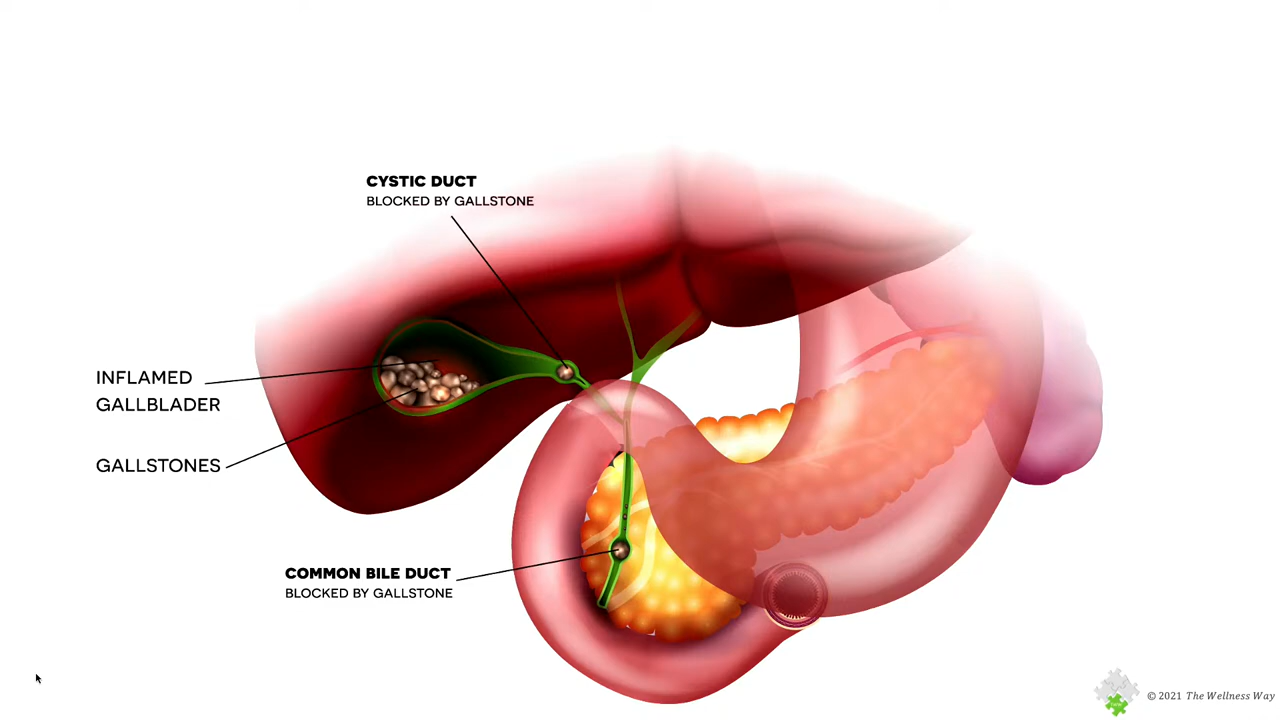 CYSTIC DUCT
BLOCKED BY GALLSTONE
INFLAMED
GALLBLADER
GALLSTONES
COMMON BILE DUCT
BLOCKED BY GALLSTONE
© 2021 The Wellness Way